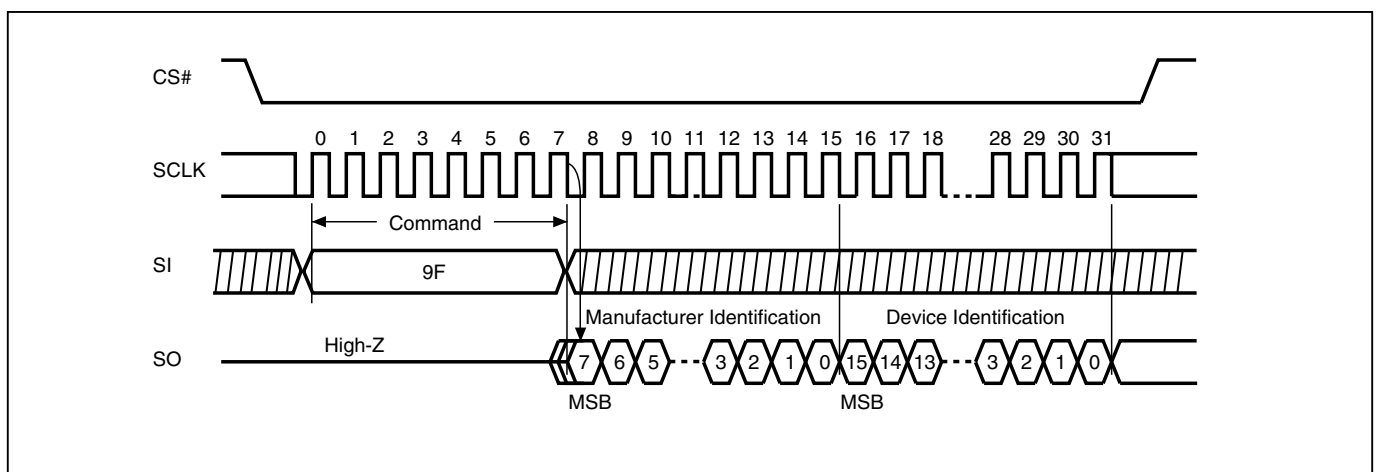 CS#
0 1 2 3 4 5 6 7 8 9 10 11 12 13 14 15 16 17 18 28 29 30 31
SCLK
Command
SI
9F
Manufacturer Identification Device Identification
High-Z
SO
7 6 5 3 2 1 0 15 14 13 3 2 1 0
MSB MSB